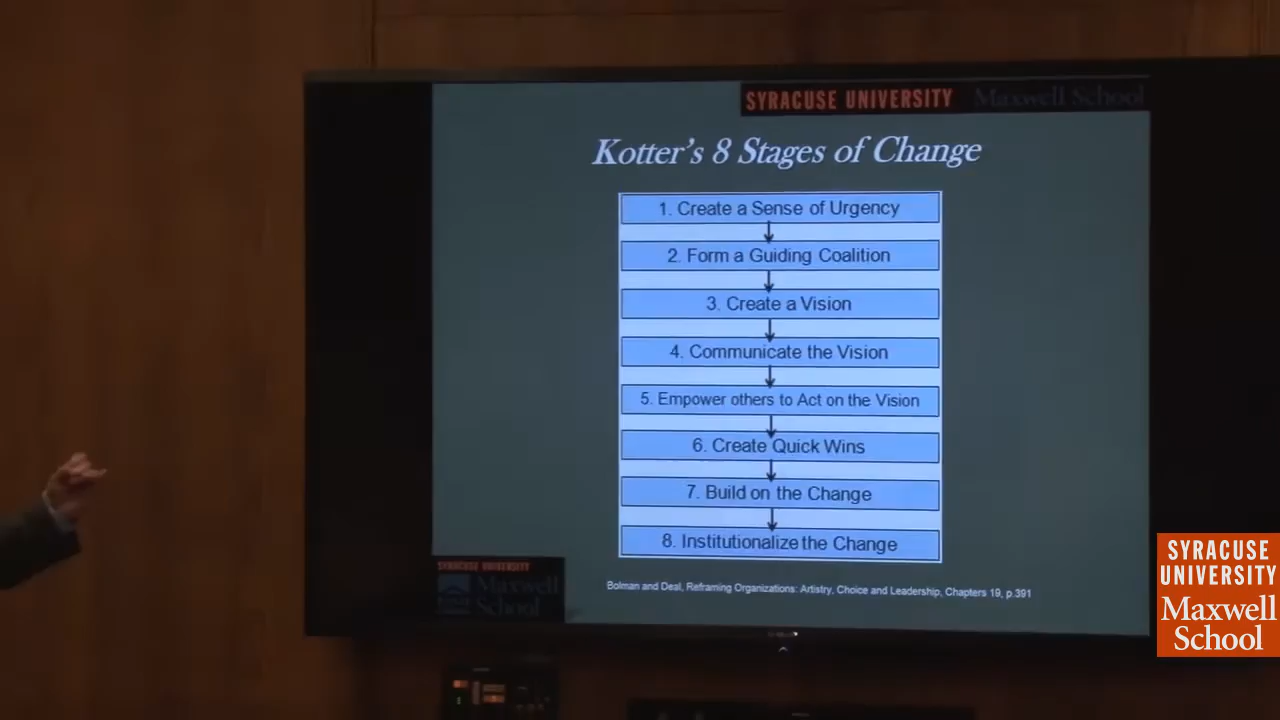 SYRACUSE UNIVERSITY Maxwell School
Kotter's 8 Stages of Change
1. Create a Sense of Urgency
2. Form a Guiding Coalition
3. Create a Vision
4. Communicate the Vision
5. Empower others to Act on the Vision
6. Create Quick Wins
7. Build on the Change
8. Institutionalize the Change
Bolman and Deal, Reframing Organizations: Artistry, Choice and Leadership, Chapters 19, p.391
SYRACUSE UNIVERSITY
Maxwell
School
SYRACUSE
UNIVERSITY
Maxwell
School